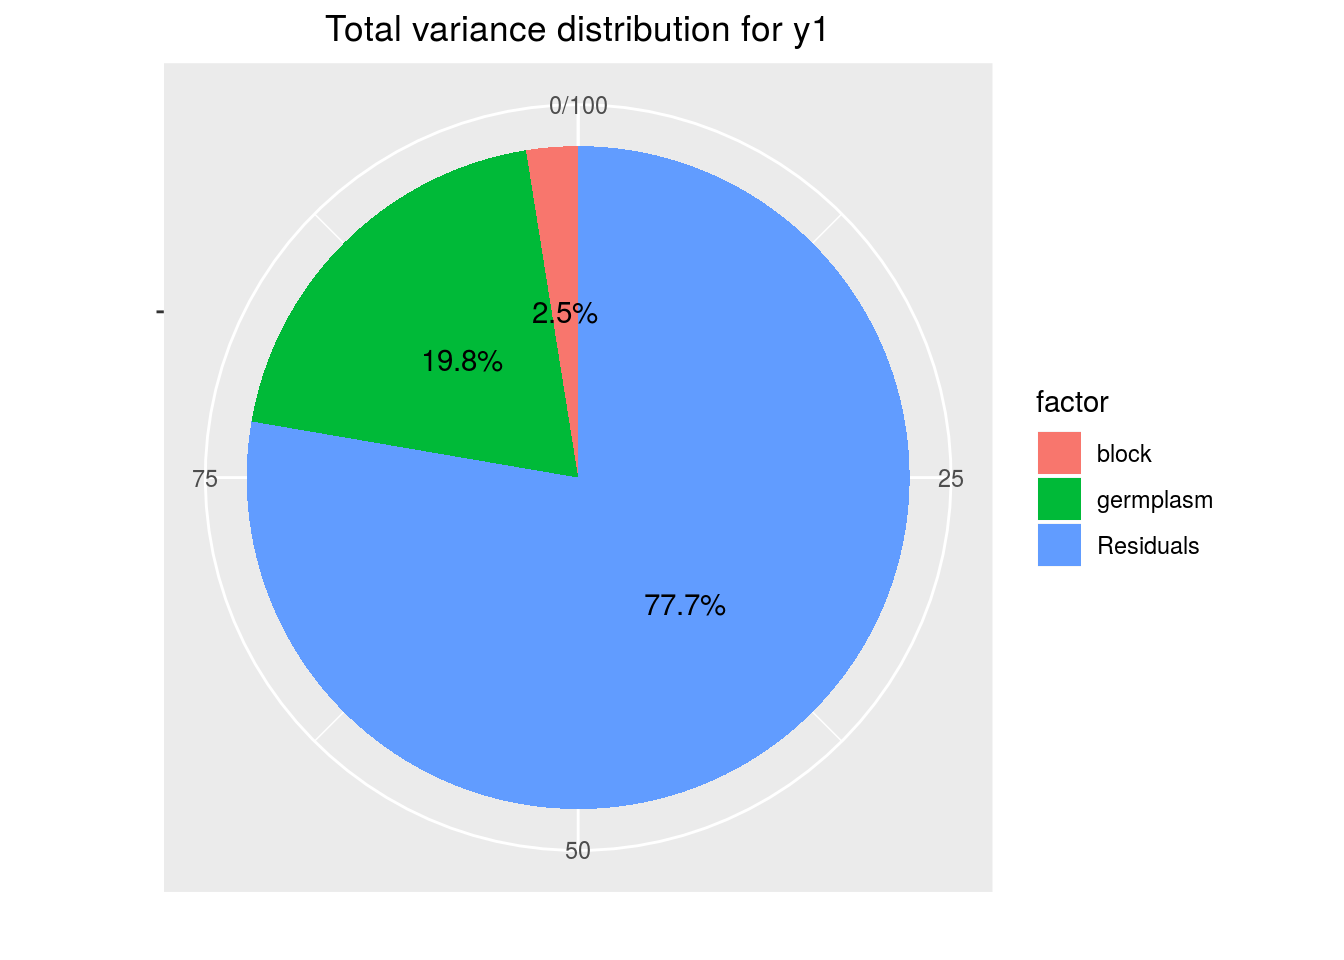 Total variance distribution for y1
0/100
2.5%
19.8%
75
25
77.7%
50
factor
block
germplasm
Residuals